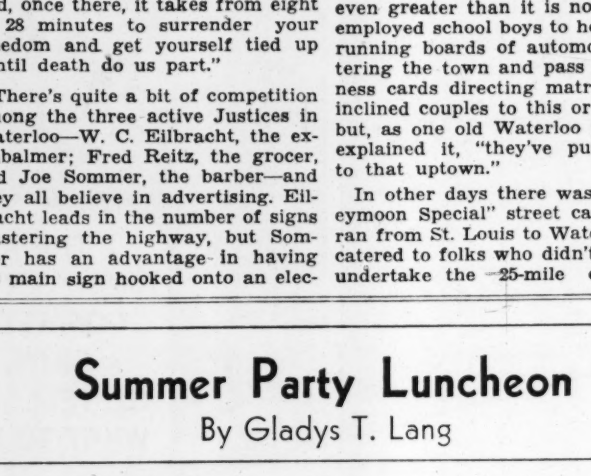 d, once there, it takes from eight
28 minutes to surrender your
edom and get yourself tied up
ntil death do us part."
There's quite a bit of competition
ong the three active Justices in
aterloo—W. C. Eilbracht, the ex-
balmer; Fred Reitz, the grocer,
d Joe Sommer, the barber—and
ey all believe in advertising. Eil-
acht leads in the number of signs
stering the highway, but Som-
r has an advantage in having
main sign hooked onto an elec-
even greater than it is no
employed school boys to h
running boards of automo
tering the town and pass
ness cards directing matr
inclined couples to this or
but, as one old Waterloo
explained it, "they've pu
to that uptown."
In other days there was
eymoon Special" street ca
ran from St. Louis to Wat
catered to folks who didn't
undertake the 25-mile
Summer Party Luncheon
By Gladys T. Lang